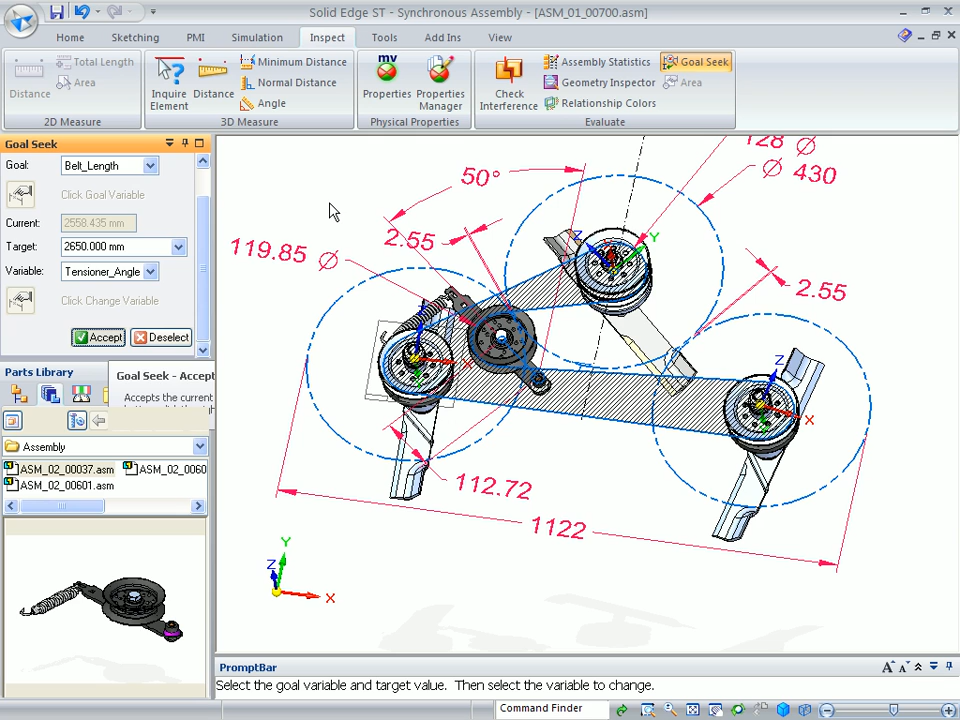 Solid Edge ST - Synchronous Assembly - [ASM_01_00700.asm]
Home Sketching PMI Simulation Inspect Tools Add Ins View
Distance
Total Length
Area
2D Measure
Inquire Element
Distance
Minimum Distance
Normal Distance
Angle
3D Measure
mv
Properties
Properties Manager
Physical Properties
Check Interference
Assembly Statistics
Geometry Inspector
Relationship Colors
Goal Seek
Area
Evaluate
Goal Seek
Goal: Belt_Length
Click Goal Variable
Current: 2558.435 mm
Target: 2650.000 mm
Variable: Tensioner_Angle
Click Change Variable
Accept Deselect
Parts Library
Goal Seek - Accept
Accepts the current
Assembly
ASM_02_00037.asm ASM_02_0060
ASM_02_00601.asm
128 Ø
Ø 430
50°
2.55
119.85 Ø
2.55
112.72
1122
Z Y
Z X
Z X
Y
Z
X
PromptBar
Select the goal variable and target value. Then select the variable to change.
Command Finder